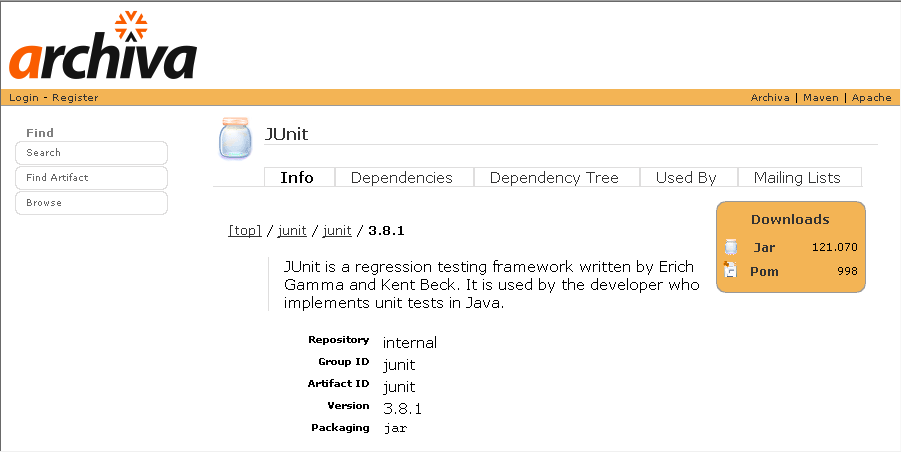 archiva
Login - Register
Archiva | Maven | Apache
Find
Search
Find Artifact
Browse
JUnit
Info
Dependencies
Dependency Tree
Used By
Mailing Lists
[top] / junit / junit / 3.8.1
JUnit is a regression testing framework written by Erich
Gamma and Kent Beck. It is used by the developer who
implements unit tests in Java.
Downloads
Jar 121.070
Pom 998
Repository internal
Group ID junit
Artifact ID junit
Version 3.8.1
Packaging jar